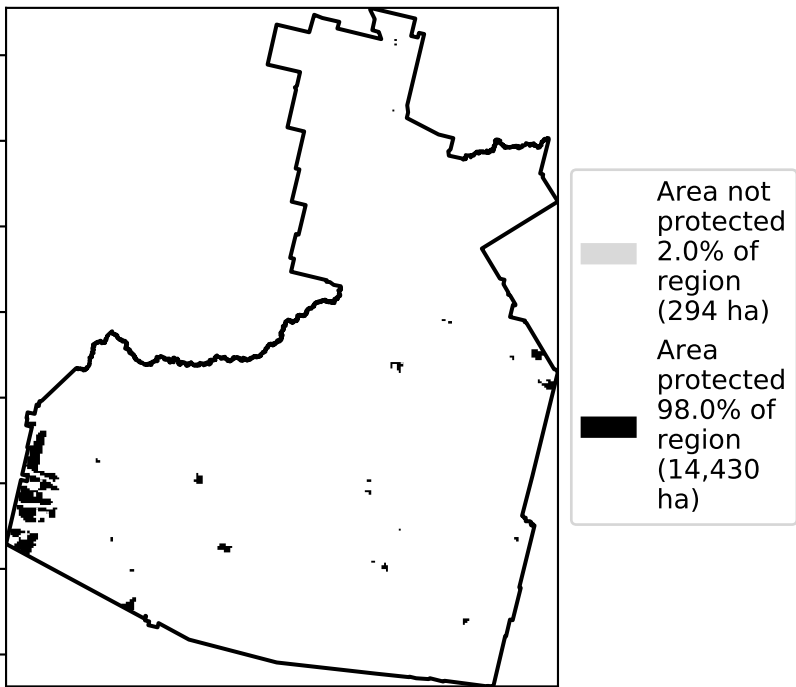 Area not
protected
2.0% of
region
(294 ha)
Area
protected
98.0% of
region
(14,430
ha)